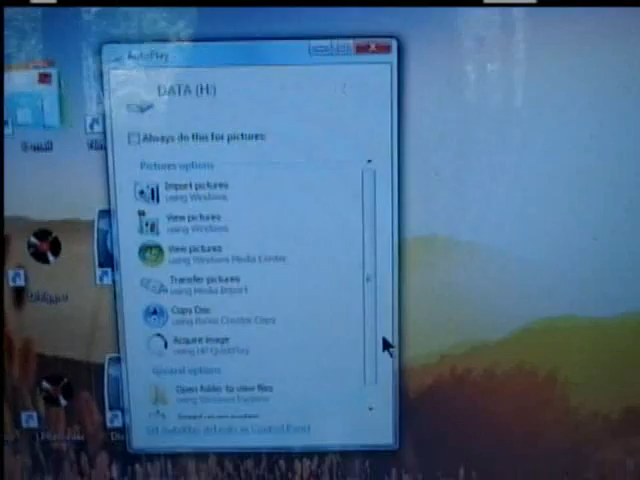 AutoPlay
DATA (H:)
Always do this for pictures:
Pictures options
Import pictures
using Windows
View pictures
using Windows
View pictures
using Windows Media Center
Transfer pictures
using Media Import
Copy Disc
using Roxio Creator Copy
Acquire Image
using HP
General options
Open folder to view files
using Windows Explorer
Set AutoPlay defaults in Control Panel